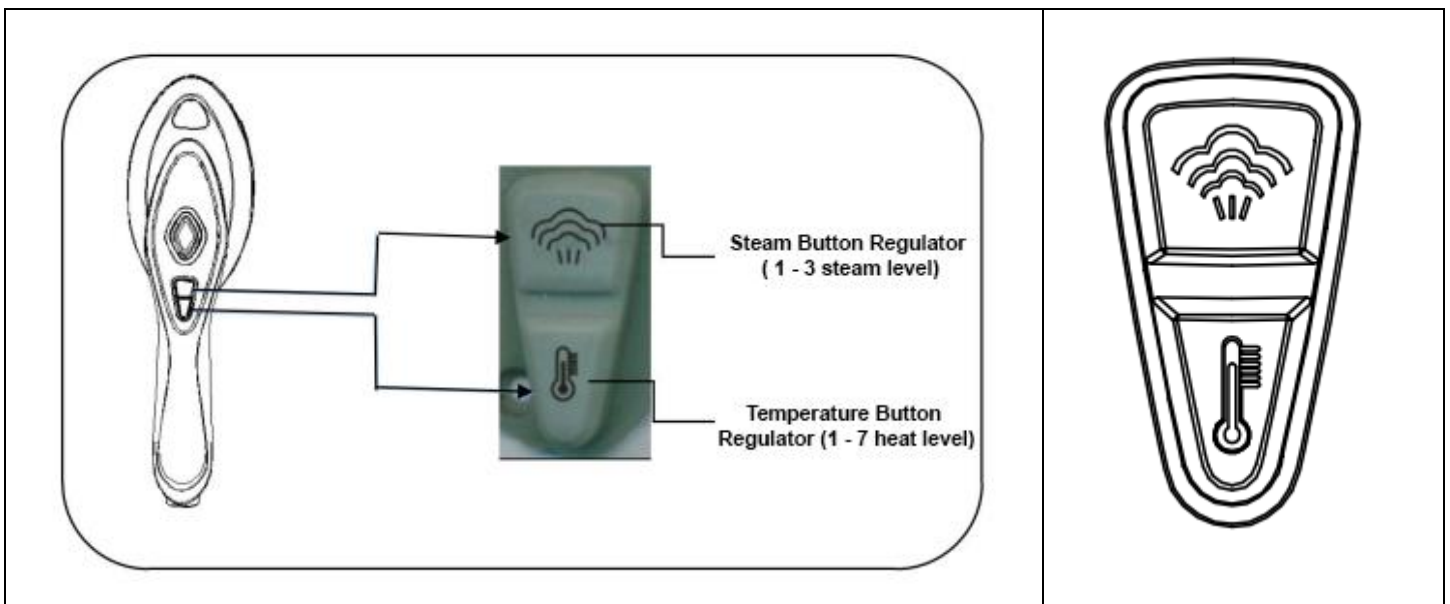 Steam Button Regulator
( 1 - 3 steam level)
Temperature Button
Regulator (1 - 7 heat level)